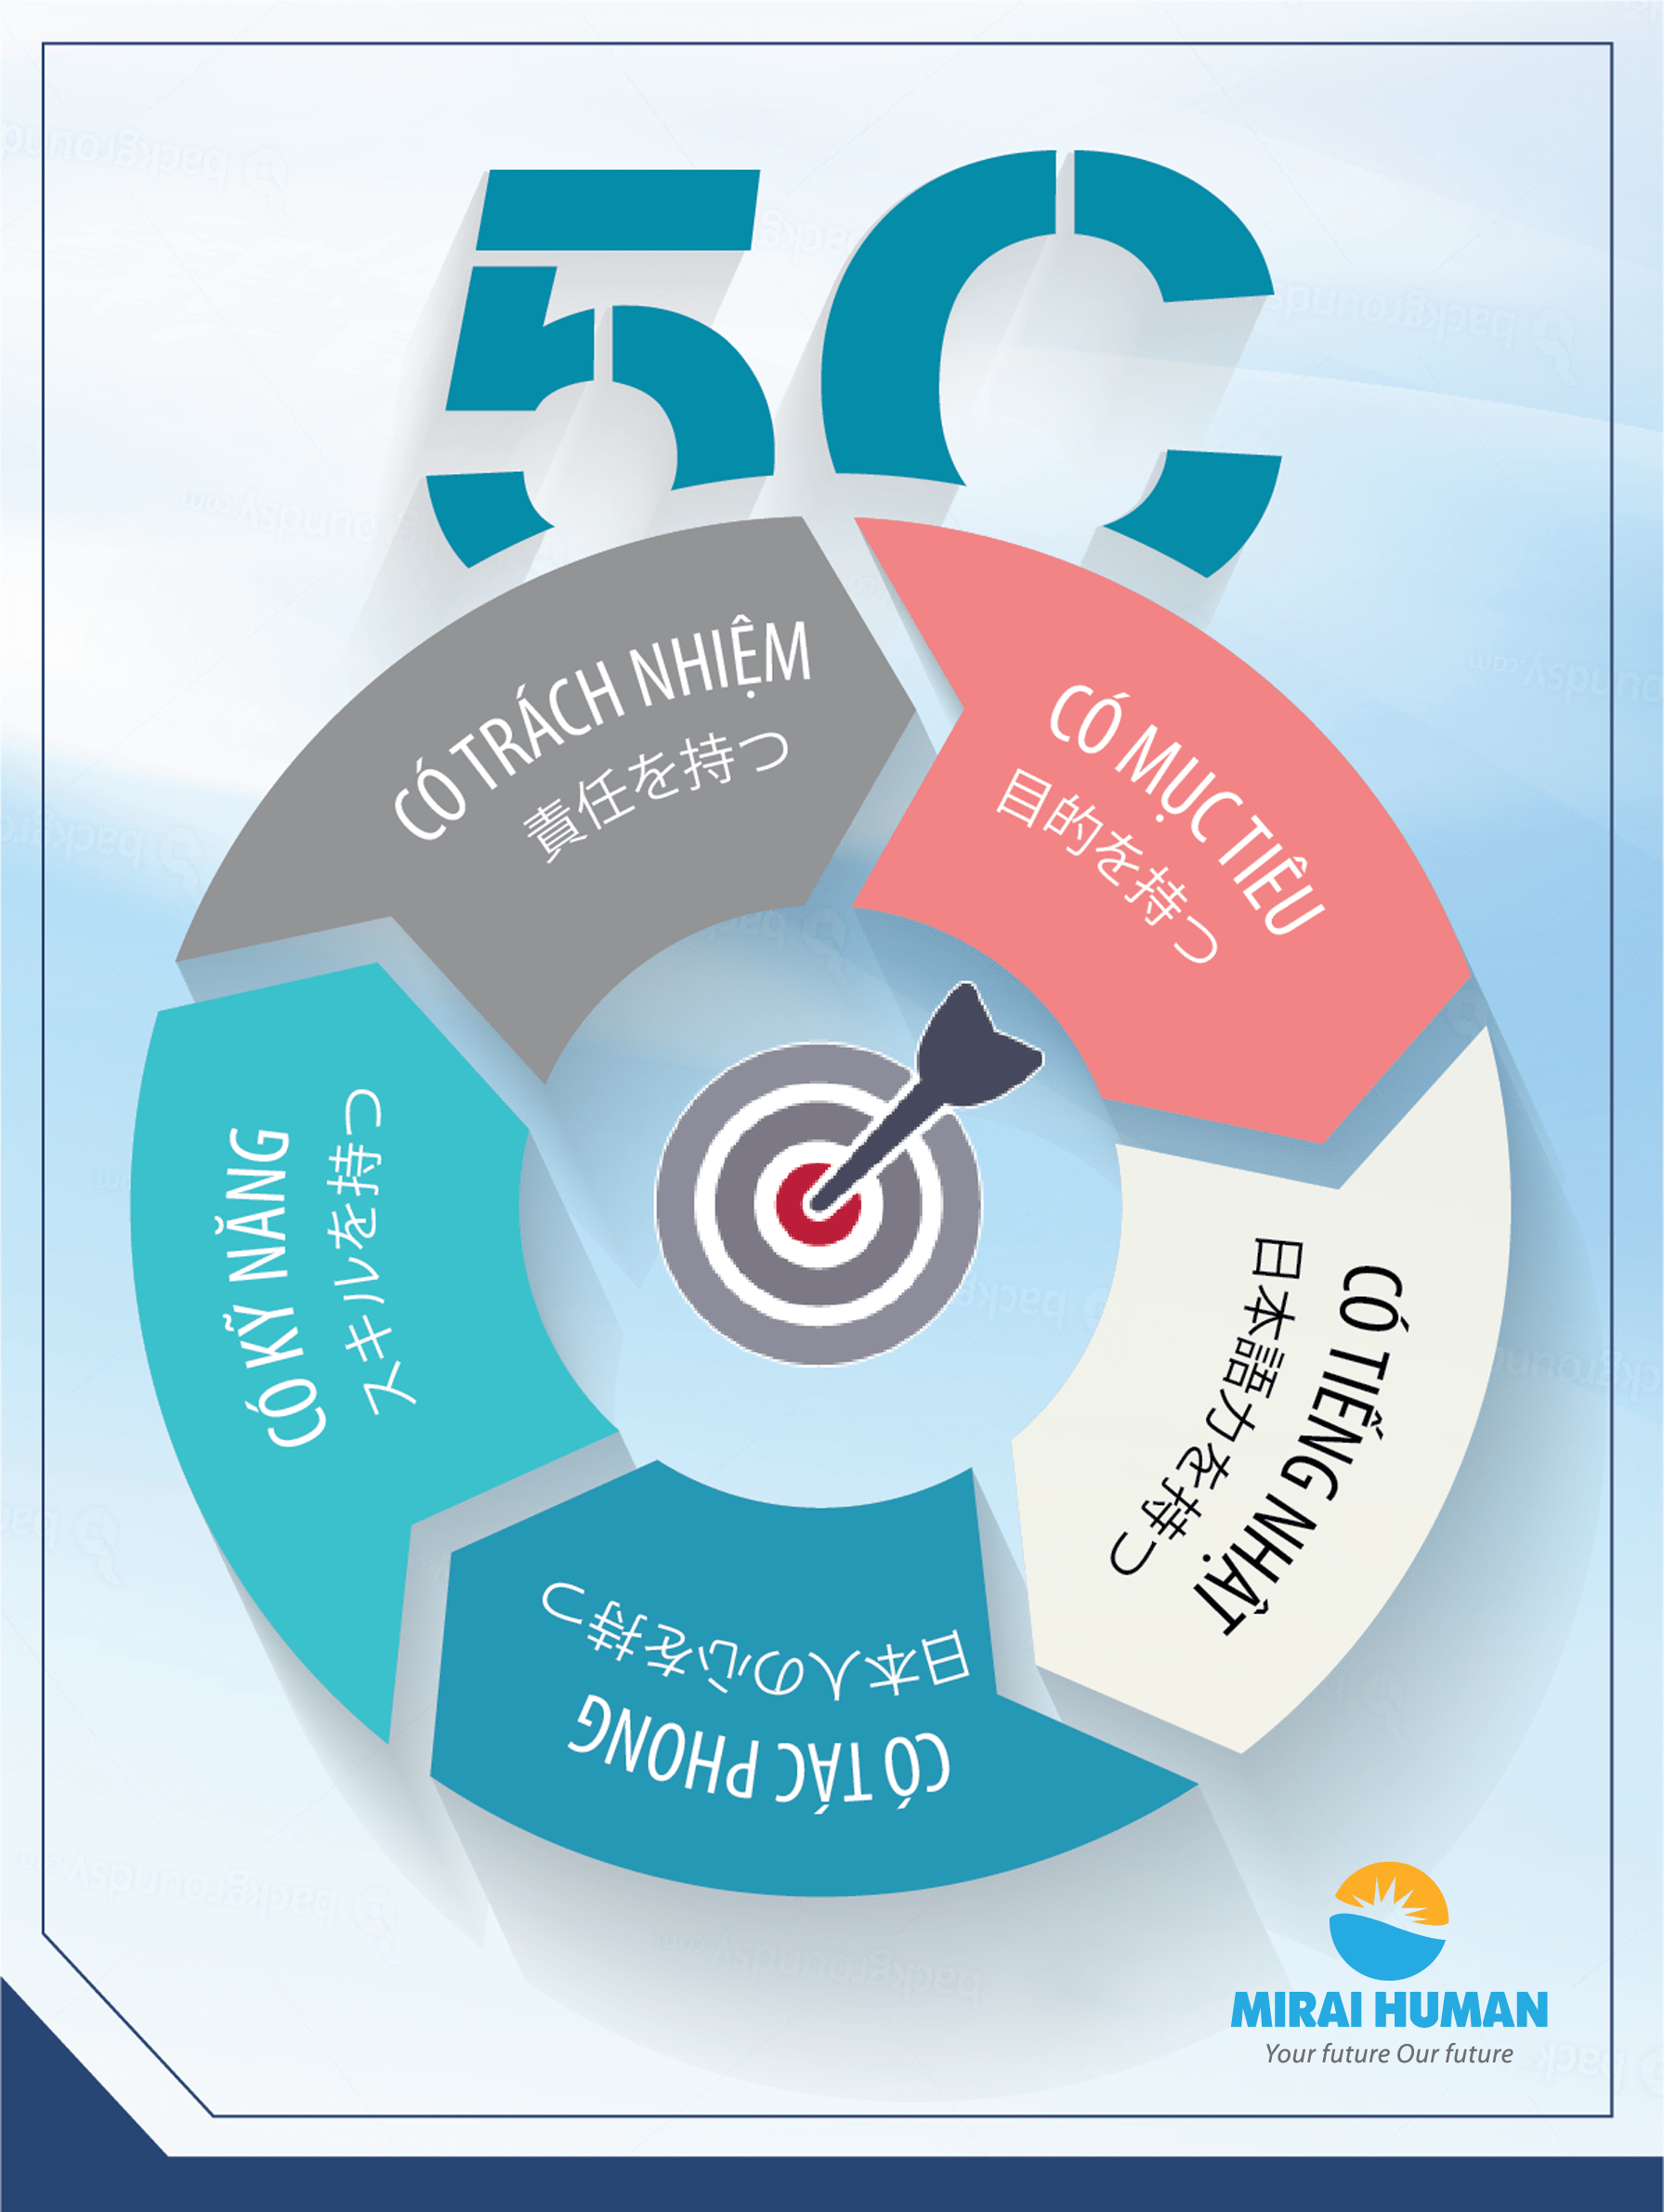 5C
CÓ TRÁCH NHIỆM
責任を持つ
CÓ MỤC TIÊU
目的を持つ
CÓ TIẾNG NHẬT
日本語力を持つ
CÓ TÁC PHONG
日本人の心を持つ
CÓ KỸ NĂNG
スキルを持つ
MIRAI HUMAN
Your future Our future